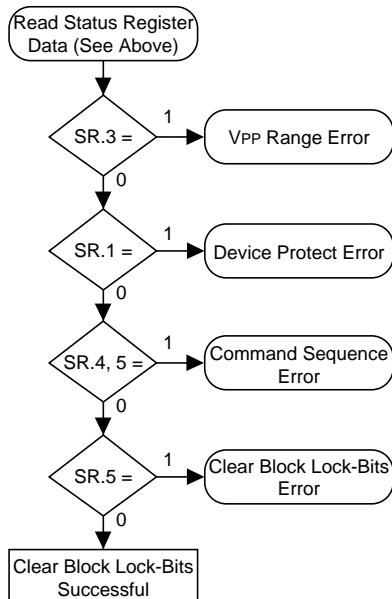 Read Status Register
Data (See Above)
SR.3 =
1
VPP Range Error
0
SR.1 =
1
Device Protect Error
0
SR.4, 5 =
1
Command Sequence
Error
0
SR.5 =
1
Clear Block Lock-Bits
Error
0
Clear Block Lock-Bits
Successful